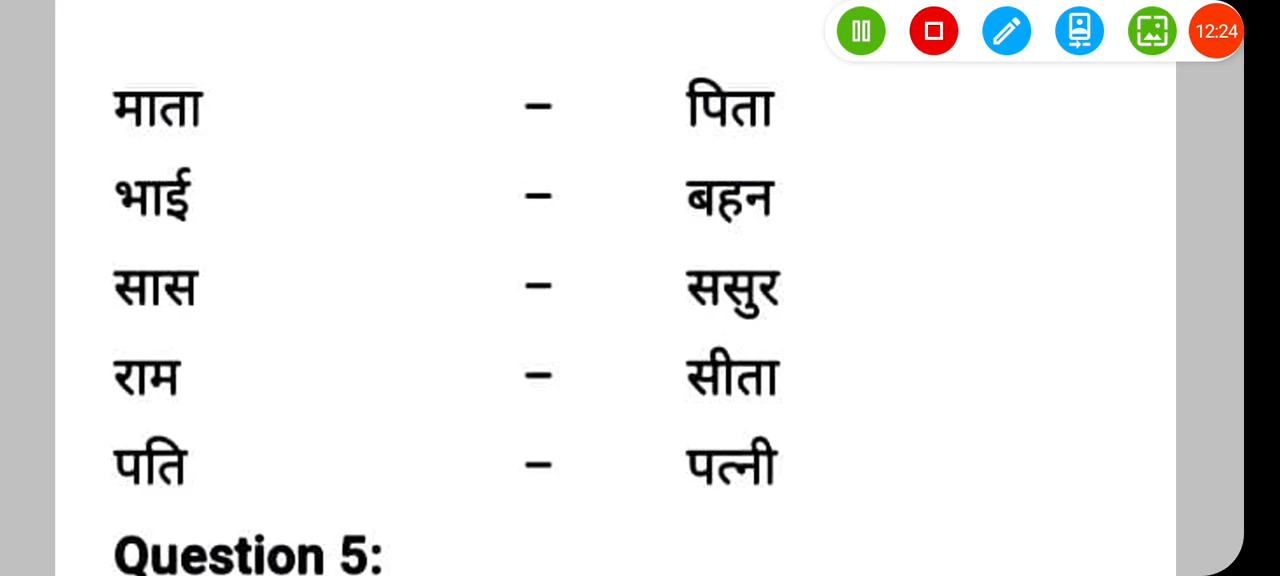 12:24
माता – पिता
भाई – बहन
सास – ससुर
राम – सीता
पति – पत्नी
Question 5: